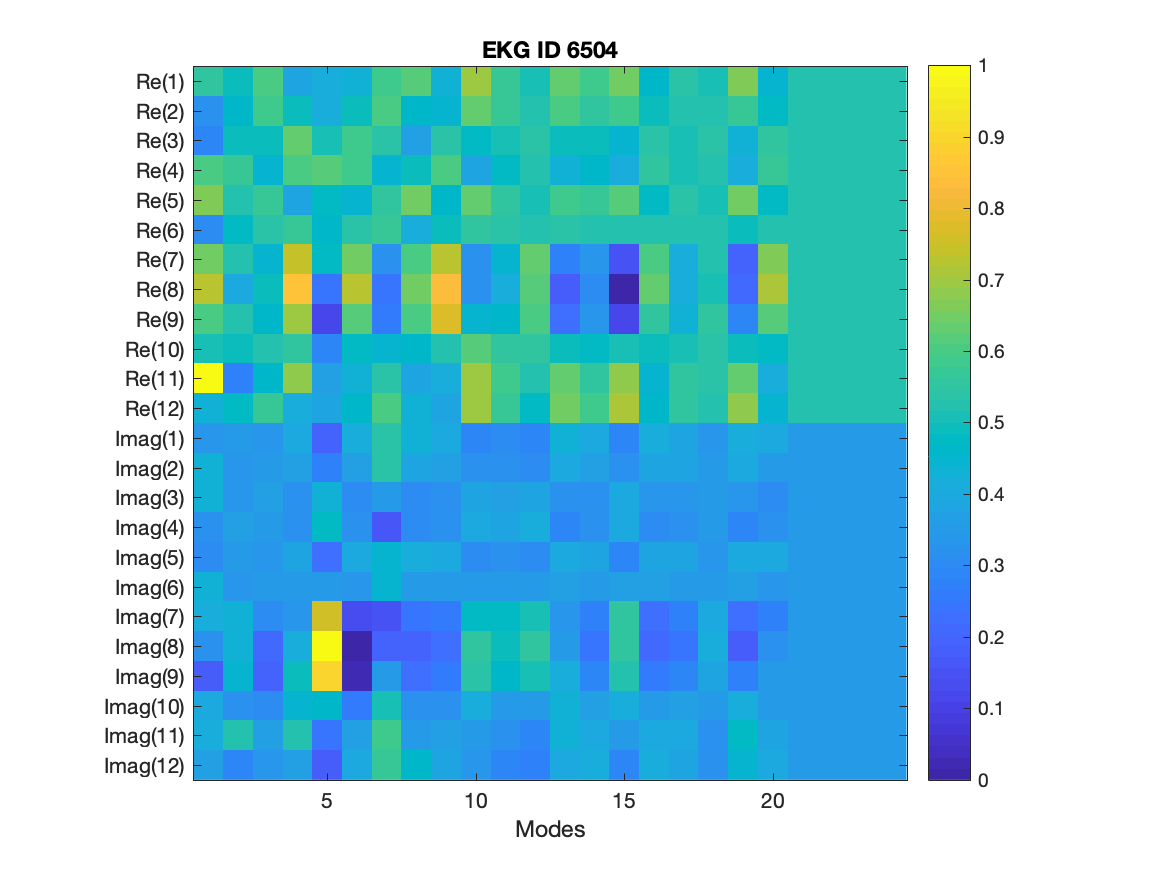 EKG ID 6504
Re(1)
Re(2)
Re(3)
Re(4)
Re(5)
Re(6)
Re(7)
Re(8)
Re(9)
Re(10)
Re(11)
Re(12)
Imag(1)
Imag(2)
Imag(3)
Imag(4)
Imag(5)
Imag(6)
Imag(7)
Imag(8)
Imag(9)
Imag(10)
Imag(11)
Imag(12)
5 10 15 20
Modes
1
0.9
0.8
0.7
0.6
0.5
0.4
0.3
0.2
0.1
0